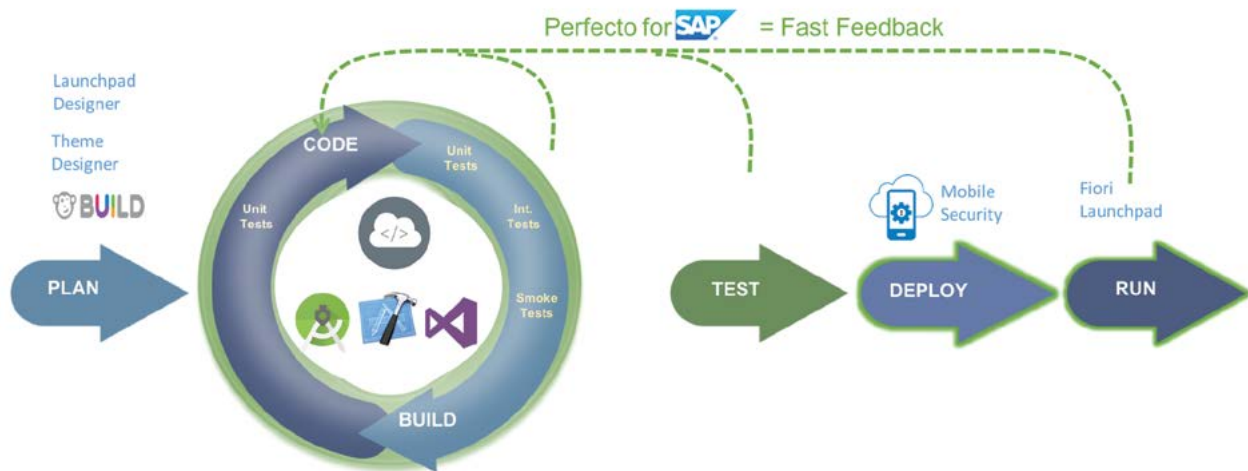 Perfecto for SAP = Fast Feedback
Launchpad
Designer
Theme
Designer
BUILD
PLAN
CODE
Unit
Tests
Unit
Tests
Int.
Tests
Smoke
Tests
</>
BUILD
TEST
Mobile
Security
DEPLOY
Fiori
Launchpad
RUN